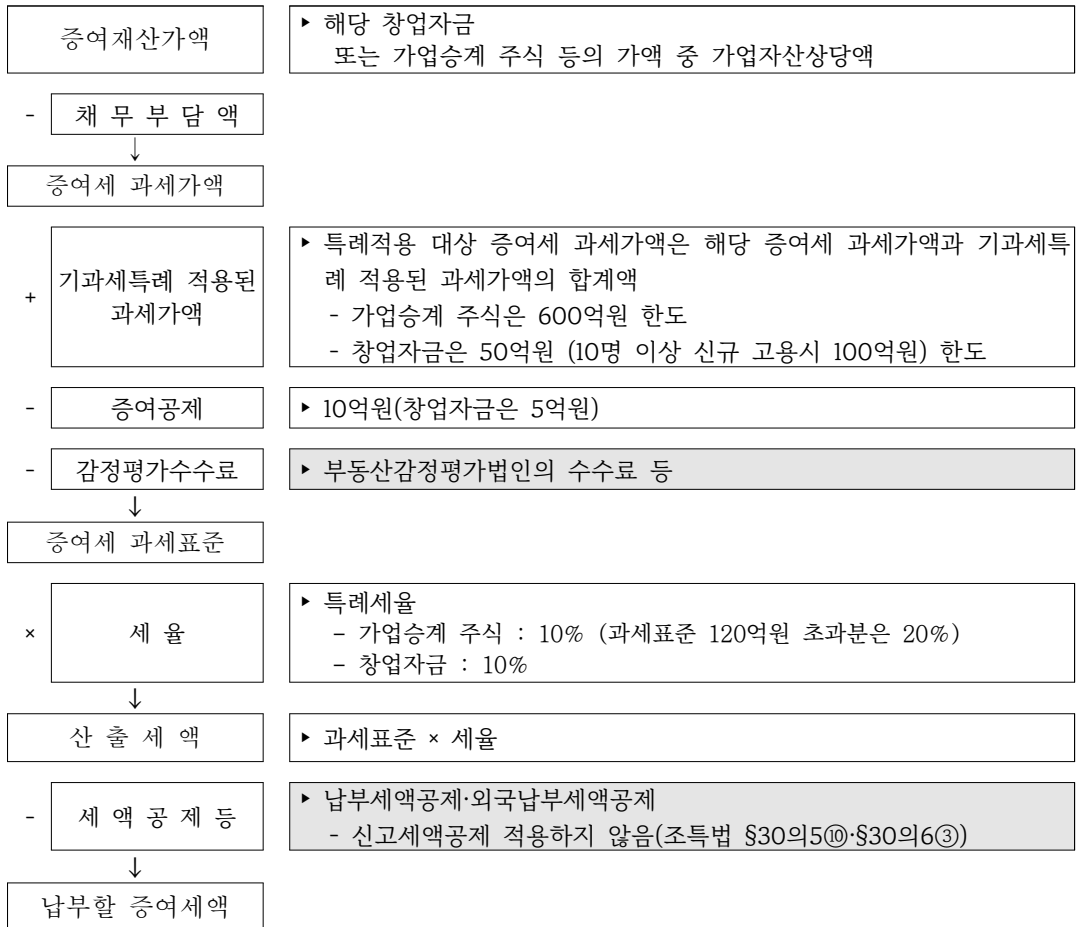 증여재산가액
▸ 해당 창업자금
또는 가업승계 주식 등의 가액 중 가업자산상당액
- 채 무 부 담 액
↓
증여세 과세가액
+ 기과세특례 적용된
과세가액
▸ 특례적용 대상 증여세 과세가액은 해당 증여세 과세가액과 기과세특
례 적용된 과세가액의 합계액
- 가업승계 주식은 600억원 한도
- 창업자금은 50억원 (10명 이상 신규 고용시 100억원) 한도
- 증여공제
▸ 10억원(창업자금은 5억원)
- 감정평가수수료
▸ 부동산감정평가법인의 수수료 등
↓
증여세 과세표준
× 세 율
▸ 특례세율
– 가업승계 주식 : 10% (과세표준 120억원 초과분은 20%)
– 창업자금 : 10%
↓
산 출 세 액
▸ 과세표준 × 세율
- 세 액 공 제 등
▸ 납부세액공제·외국납부세액공제
- 신고세액공제 적용하지 않음(조특법 §30의5⑩·§30의6③)
↓
납부할 증여세액